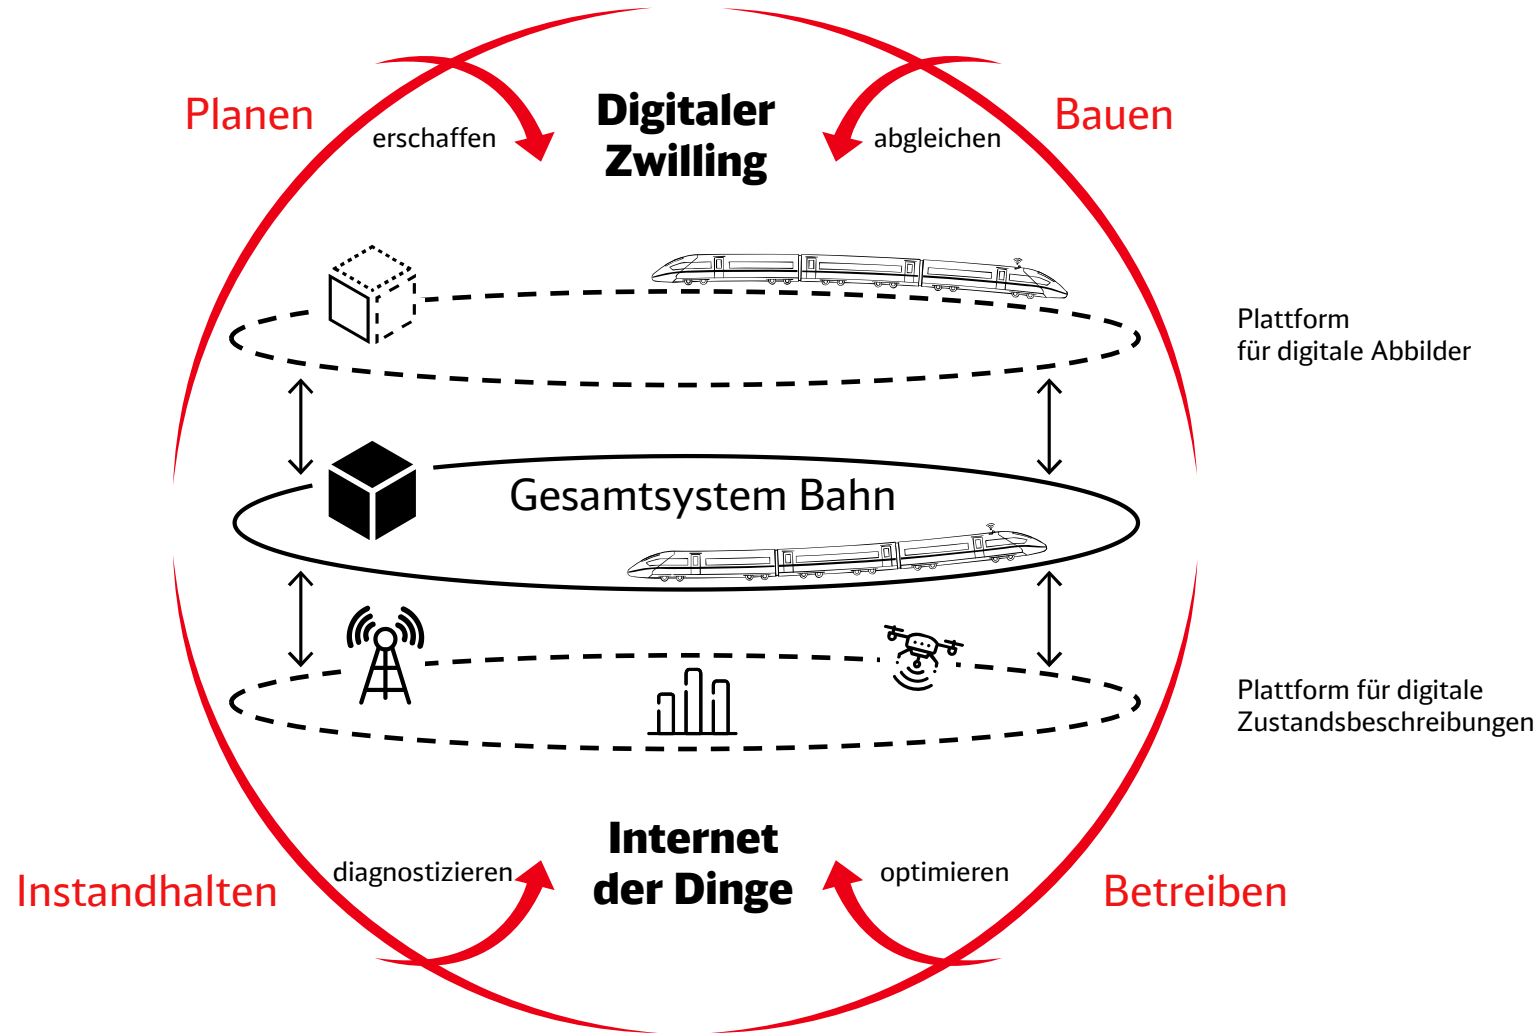 Planen
erschaffen
Digitaler
Zwilling
abgleichen
Bauen
Plattform
für digitale Abbilder
Gesamtsystem Bahn
Plattform für digitale
Zustandsbeschreibungen
Instandhalten
diagnostizieren
Internet
der Dinge
optimieren
Betreiben